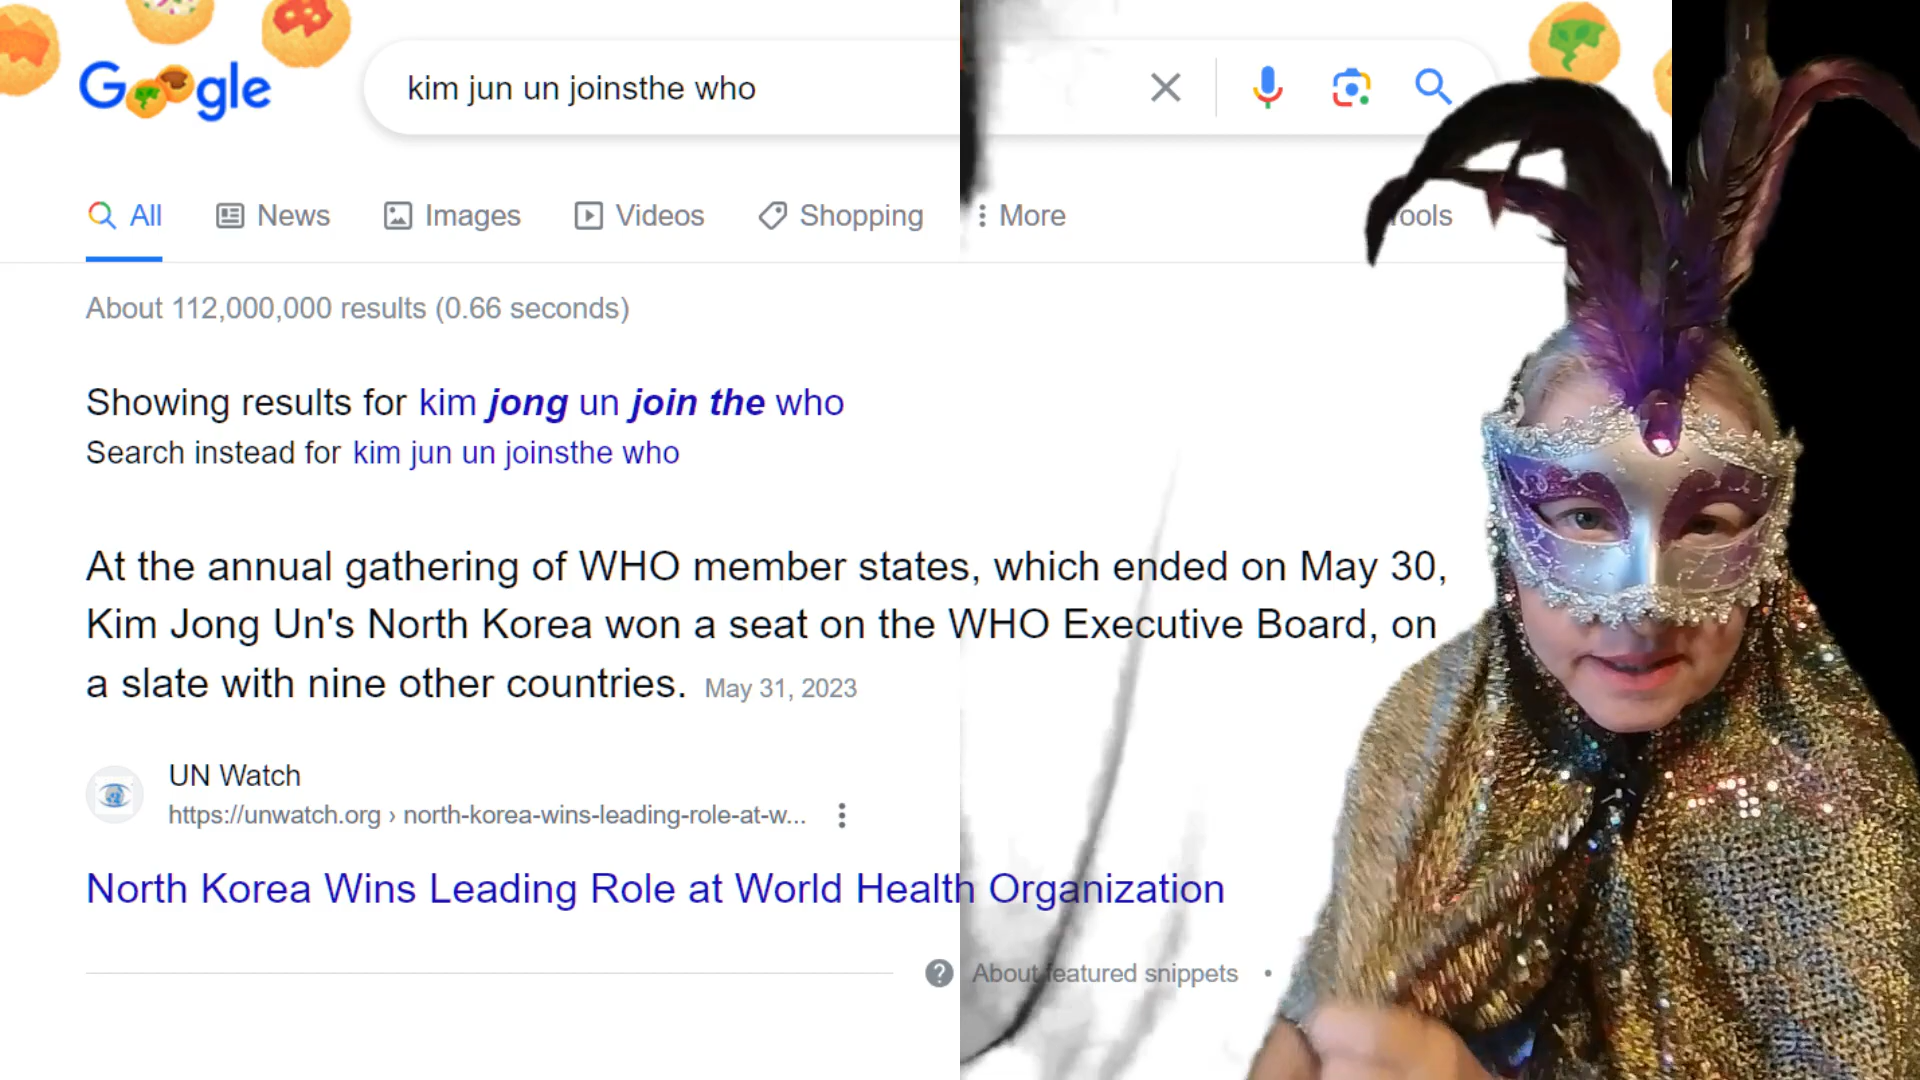 Google
kim jun un joinsthe who
All News Images Videos Shopping More ools
About 112,000,000 results (0.66 seconds)
Showing results for kim jong un join the who
Search instead for kim jun un joinsthe who
At the annual gathering of WHO member states, which ended on May 30,
Kim Jong Un's North Korea won a seat on the WHO Executive Board, on
a slate with nine other countries. May 31, 2023
UN Watch
https://unwatch.org › north-korea-wins-leading-role-at-w...
North Korea Wins Leading Role at World Health Organization
About featured snippets •